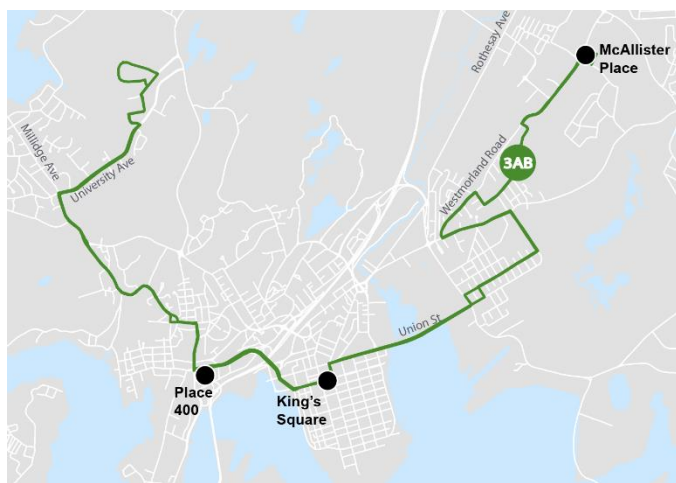 McAllister
Place
Rothesay Ave
Millidge Ave
University Ave
Westmorland Road
3AB
Union St
Place
400
King's
Square